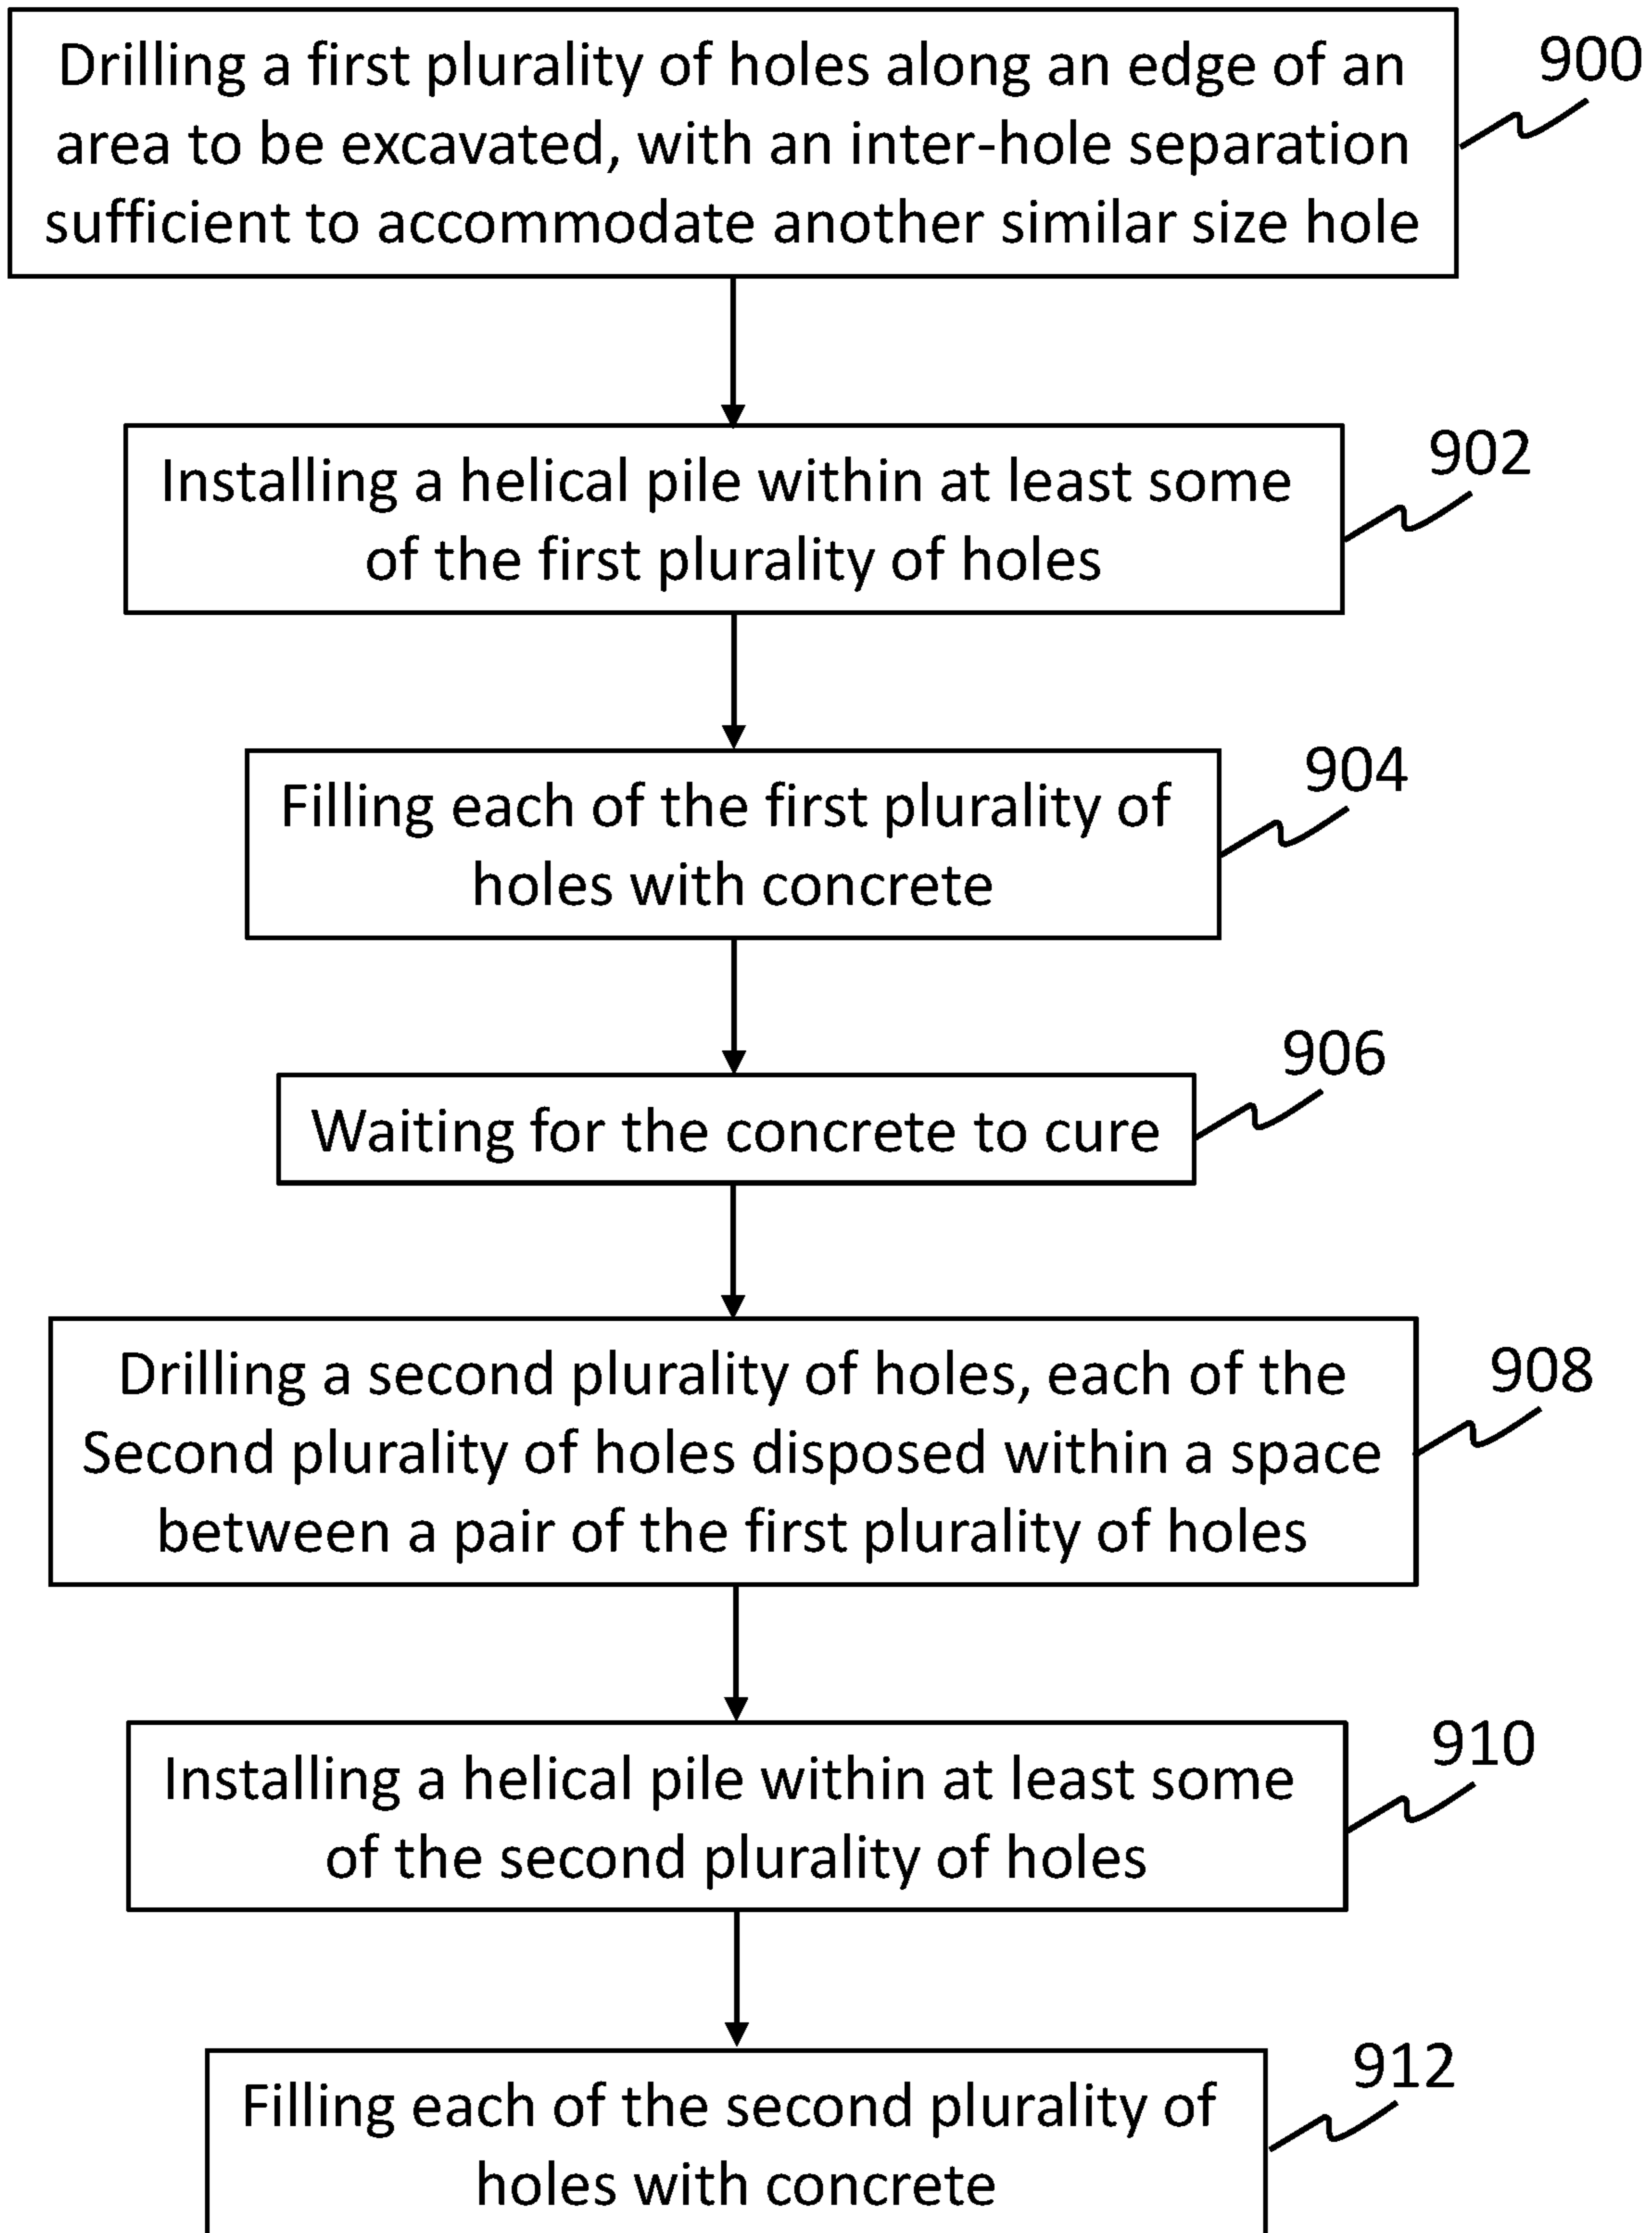 Drilling a first plurality of holes along an edge of an
area to be excavated, with an inter-hole separation
sufficient to accommodate another similar size hole
900
Installing a helical pile within at least some
of the first plurality of holes
902
Filling each of the first plurality of
holes with concrete
904
Waiting for the concrete to cure
906
Drilling a second plurality of holes, each of the
Second plurality of holes disposed within a space
between a pair of the first plurality of holes
908
Installing a helical pile within at least some
of the second plurality of holes
910
Filling each of the second plurality of
holes with concrete
912